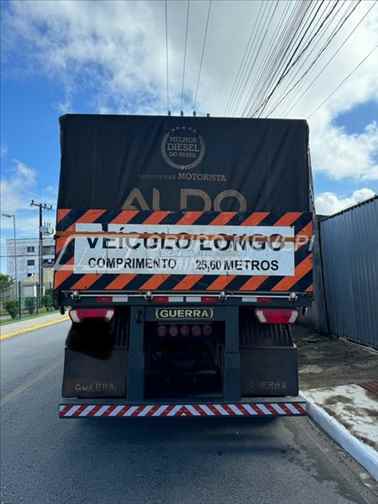 MELHOR
DIESEL
DO BRASIL
MOTORISTA
ALDO
VEÍCULO LONGO
COMPRIMENTO 25,60 METROS
GUERRA
GUERRA GUERRA